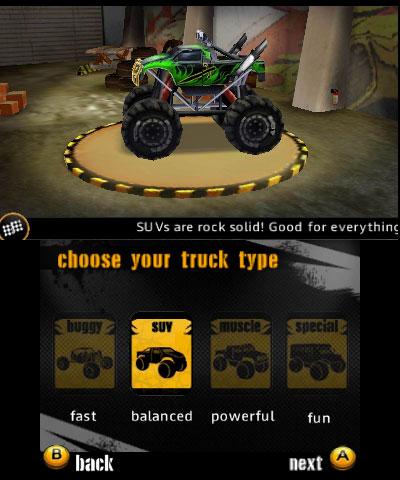 SUVs are rock solid! Good for everything
choose your truck type
buggy suv muscle special
fast balanced powerful fun
B back next A